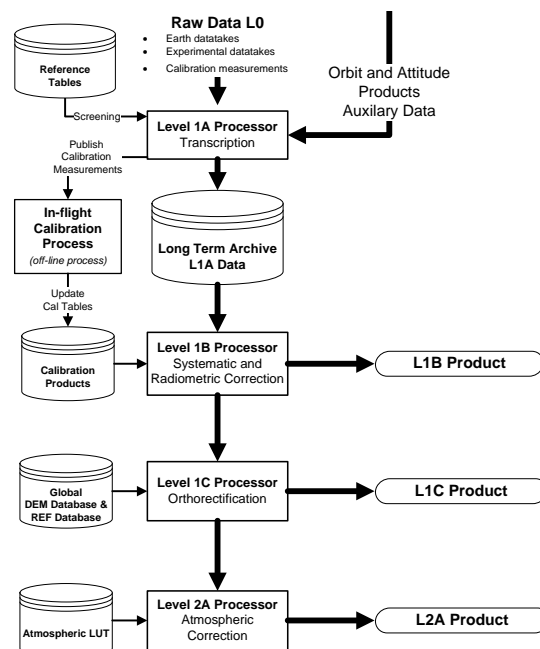 Raw Data L0
• Earth datatakes
• Experimental datatakes
• Calibration measurements
Reference
Tables
Orbit and Attitude
Products
Auxilary Data
Screening
Level 1A Processor
Transcription
Publish
Calibration
Measurements
In-flight
Calibration
Process
(off-line process)
Long Term Archive
L1A Data
Update
Cal Tables
Calibration
Products
Level 1B Processor
Systematic and
Radiometric Correction
L1B Product
Global
DEM Database &
REF Database
Level 1C Processor
Orthorectification
L1C Product
Atmospheric LUT
Level 2A Processor
Atmospheric
Correction
L2A Product